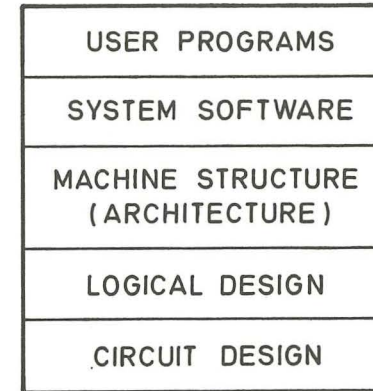 USER PROGRAMS
SYSTEM SOFTWARE
MACHINE STRUCTURE
(ARCHITECTURE)
LOGICAL DESIGN
CIRCUIT DESIGN